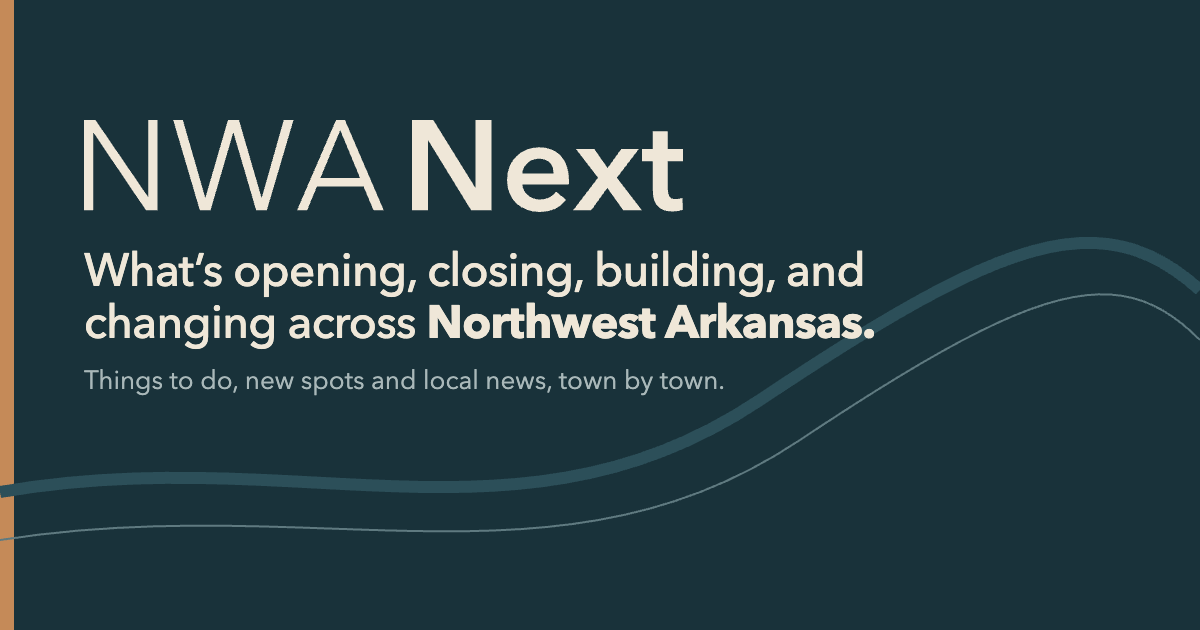 NWA Next
What’s opening, closing, building, and
changing across Northwest Arkansas.
Things to do, new spots and local news, town by town.